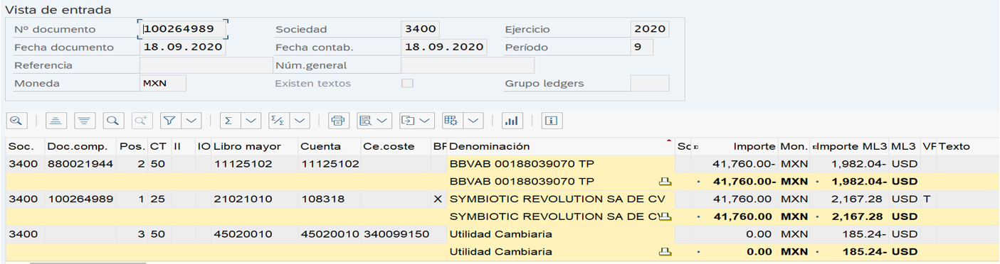 Vista de entrada
Nº documento 100264989 Sociedad 3400 Ejercicio 2020
Fecha documento 18.09.2020 Fecha contab. 18.09.2020 Período 9
Referencia Núm.general
Moneda MXN Existen textos Grupo ledgers
Soc. Doc.comp. Pos. CT II IO Libro mayor Cuenta Ce.coste BF Denominación Sc Importe Mon. Importe ML3 ML3 VF Texto
3400 880021944 2 50 11125102 11125102 BBVAB 00188039070 TP 41,760.00- MXN 1,982.04- USD
BBVAB 00188039070 TP 41,760.00- MXN 1,982.04- USD
3400 100264989 1 25 21021010 108318 X SYMBIOTIC REVOLUTION SA DE CV 41,760.00 MXN 2,167.28 USD T
SYMBIOTIC REVOLUTION SA DE CV 41,760.00 MXN 2,167.28 USD
3400 3 50 45020010 45020010 340099150 Utilidad Cambiaria 0.00 MXN 185.24- USD
Utilidad Cambiaria 0.00 MXN 185.24- USD